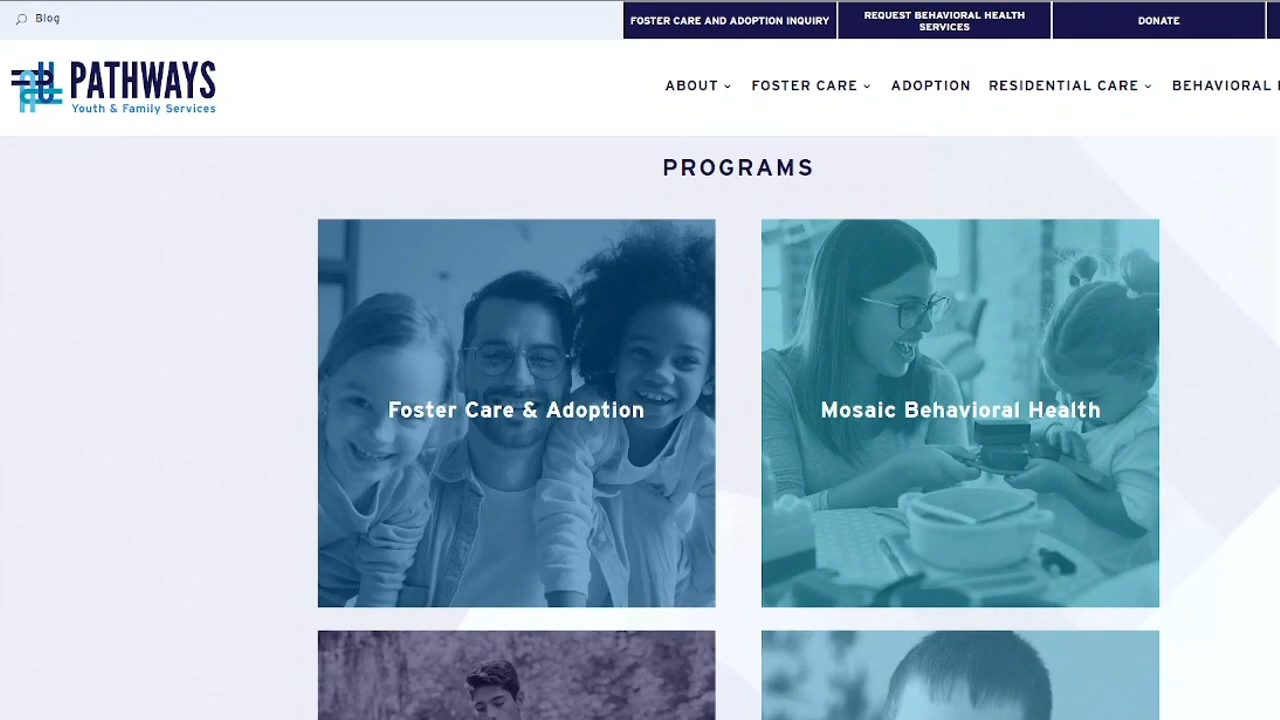 Blog
FOSTER CARE AND ADOPTION INQUIRY
REQUEST BEHAVIORAL HEALTH
SERVICES
DONATE
PATHWAYS
Youth & Family Services
ABOUT
FOSTER CARE
ADOPTION
RESIDENTIAL CARE
BEHAVIORAL
PROGRAMS
Foster Care & Adoption
Mosaic Behavioral Health